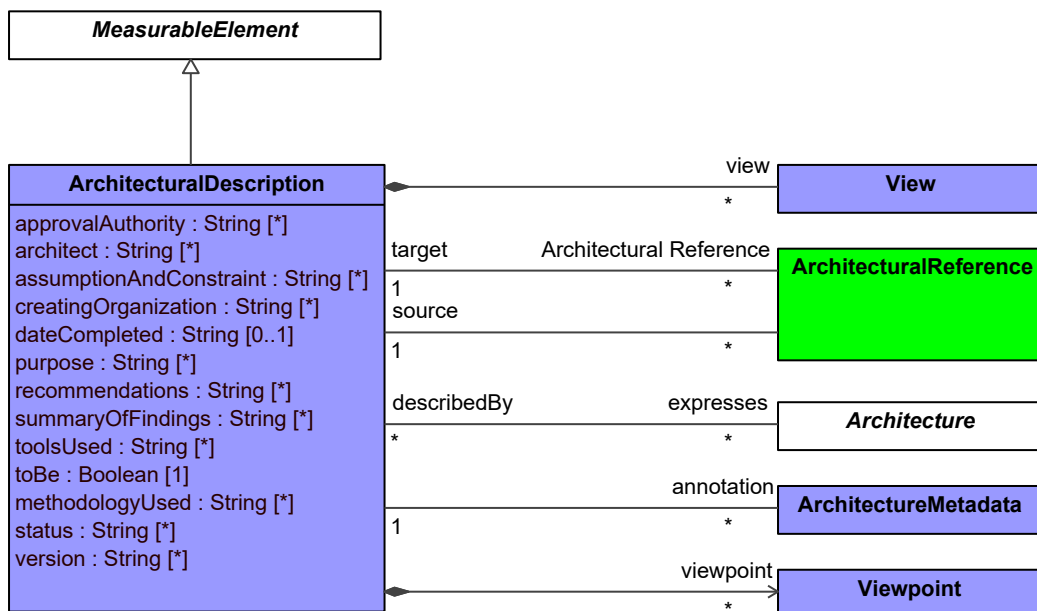 MeasurableElement
ArchitecturalDescription
approvalAuthority : String [*]
architect : String [*]
assumptionAndConstraint : String [*]
creatingOrganization : String [*]
dateCompleted : String [0..1]
purpose : String [*]
recommendations : String [*]
summaryOfFindings : String [*]
toolsUsed : String [*]
toBe : Boolean [1]
methodologyUsed : String [*]
status : String [*]
version : String [*]
view
*
View
target
Architectural Reference
1
*
source
1
*
ArchitecturalReference
describedBy
expresses
*
*
Architecture
annotation
1
*
ArchitectureMetadata
viewpoint
*
Viewpoint